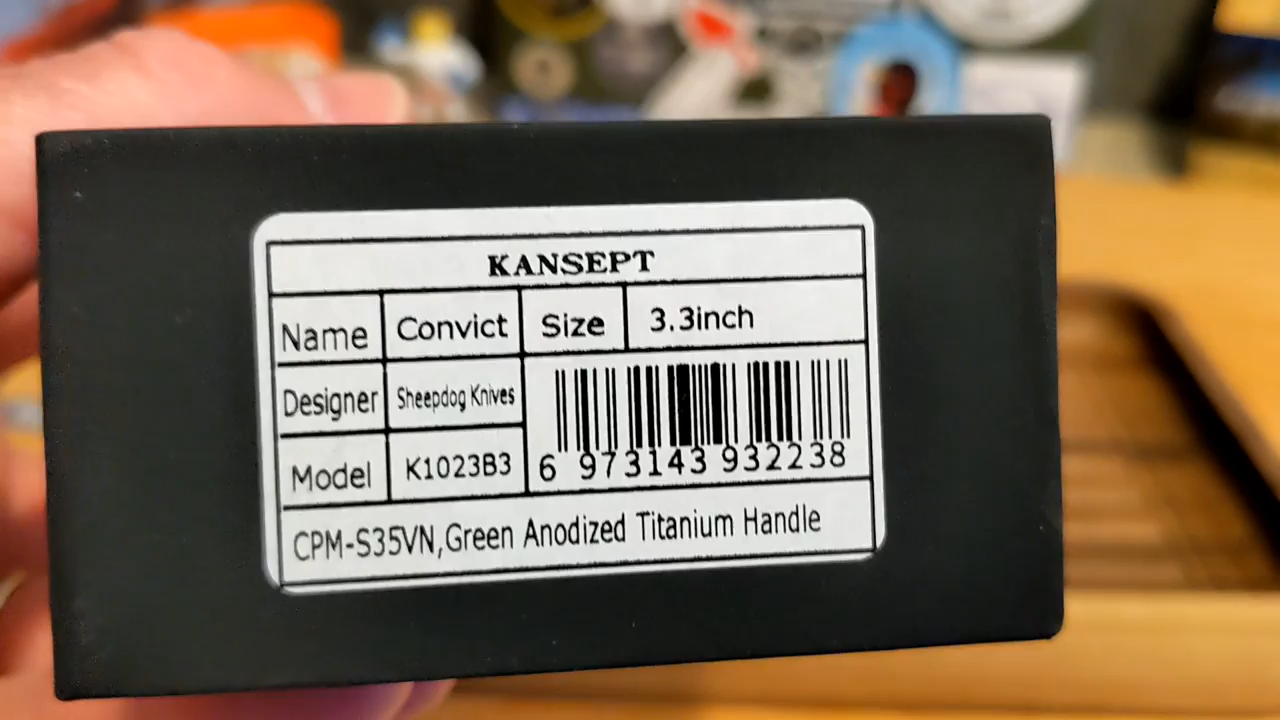 KANSEPT
Name Convict Size 3.3inch
Designer Sheepdog Knives
Model K1023B3
6 973143 932238
CPM-S35VN,Green Anodized Titanium Handle